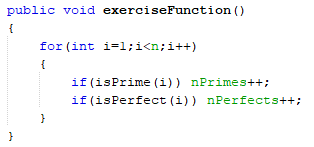 public void exerciseFunction()
{
for(int i=1;i<n;i++)
{
if(isPrime(i)) nPrimes++;
if(isPerfect(i)) nPerfects++;
}
}